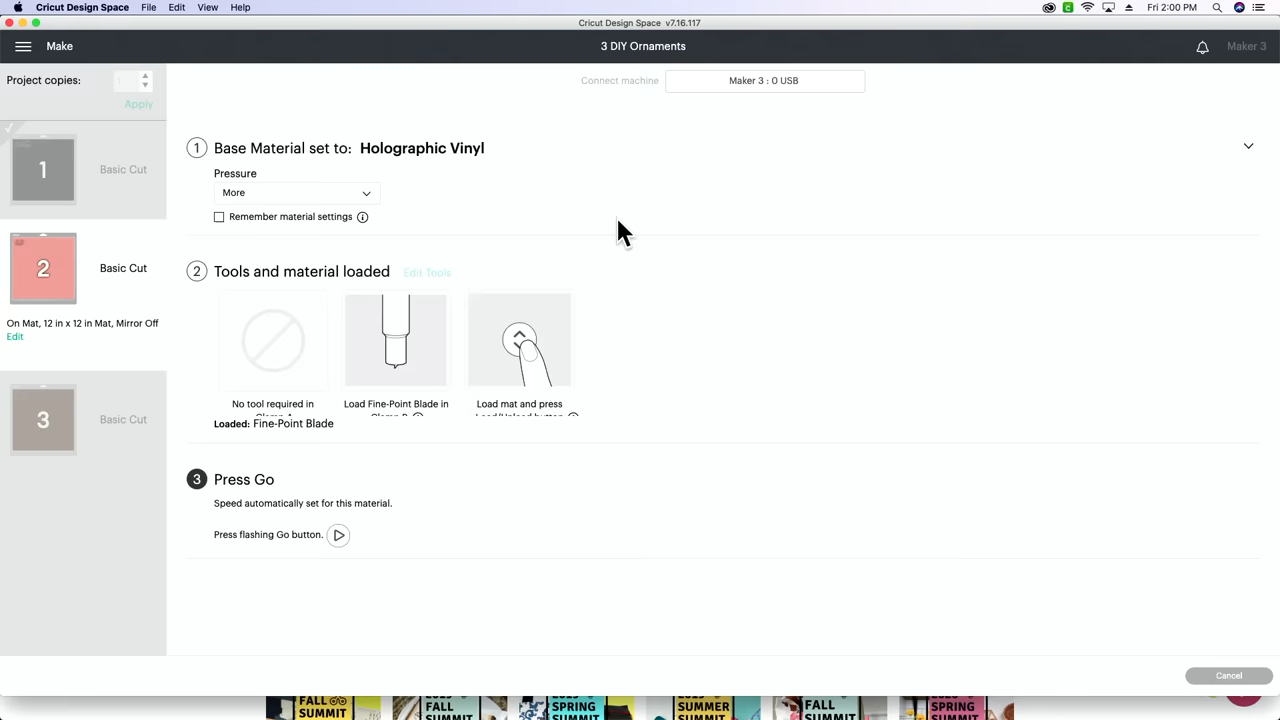 Cricut Design Space File Edit View Help Fri 2:00 PM
Cricut Design Space v7.16.117
Make 3 DIY Ornaments Maker 3
Project copies: 1
Apply
Connect machine Maker 3 : 0 USB
1 Basic Cut
2 Basic Cut
On Mat, 12 in x 12 in Mat, Mirror Off
Edit
3 Basic Cut
1 Base Material set to: Holographic Vinyl
Pressure
More
Remember material settings
2 Tools and material loaded Edit Tools
No tool required in
Load Fine-Point Blade in
Load mat and press
Loaded: Fine-Point Blade
3 Press Go
Speed automatically set for this material.
Press flashing Go button.
Cancel
FALL
SUMMIT
FALL
SUMMIT
SPRING
SUMMIT
SUMMER
SUMMIT
FALL
SUMMIT
SPRING
SUMMIT